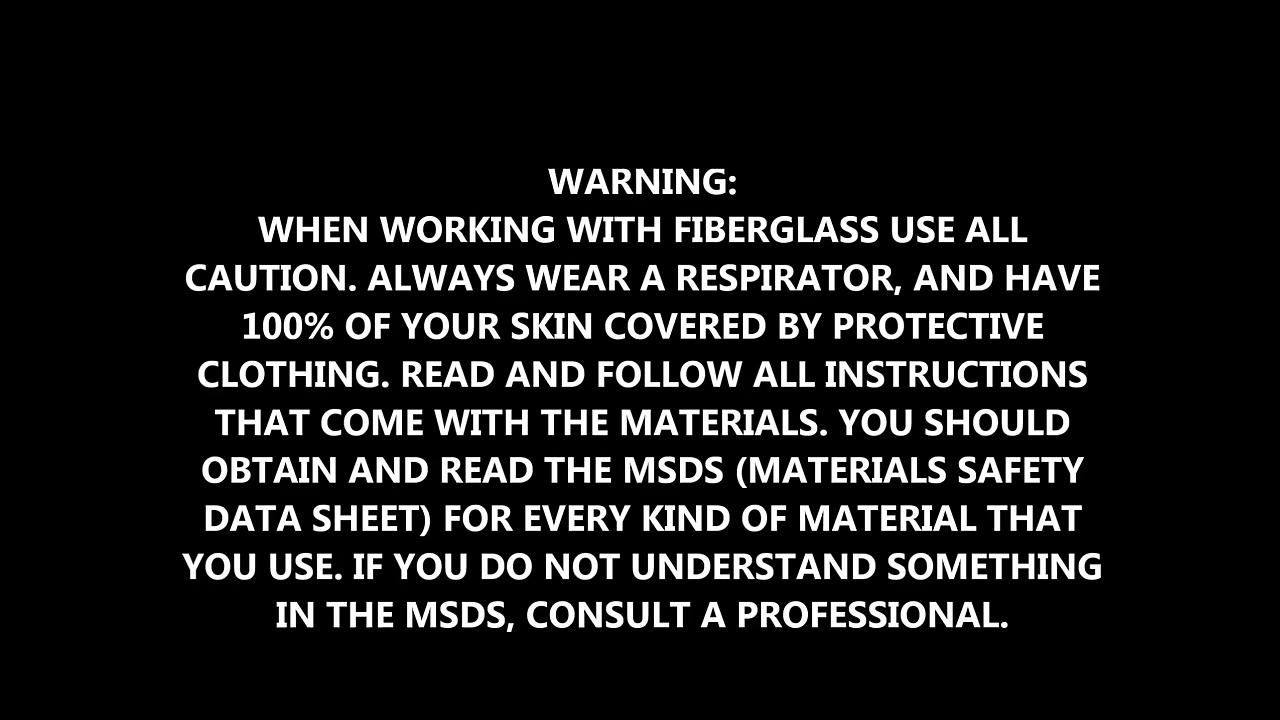 WARNING:
WHEN WORKING WITH FIBERGLASS USE ALL
CAUTION. ALWAYS WEAR A RESPIRATOR, AND HAVE
100% OF YOUR SKIN COVERED BY PROTECTIVE
CLOTHING. READ AND FOLLOW ALL INSTRUCTIONS
THAT COME WITH THE MATERIALS. YOU SHOULD
OBTAIN AND READ THE MSDS (MATERIALS SAFETY
DATA SHEET) FOR EVERY KIND OF MATERIAL THAT
YOU USE. IF YOU DO NOT UNDERSTAND SOMETHING
IN THE MSDS, CONSULT A PROFESSIONAL.